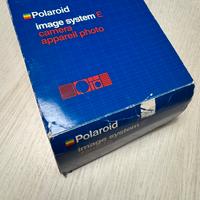 Polaroid
image system E
camera
appareil photo
Polaroid
image system